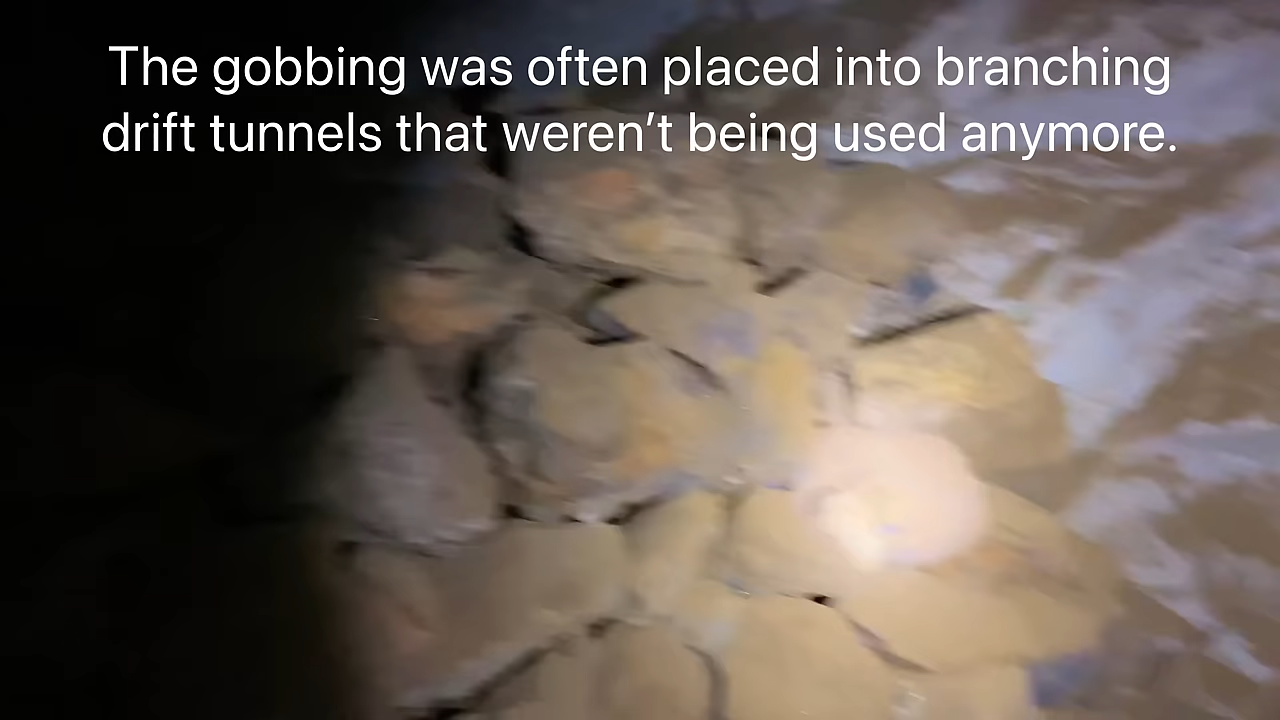 The gobbing was often placed into branching
drift tunnels that weren’t being used anymore.